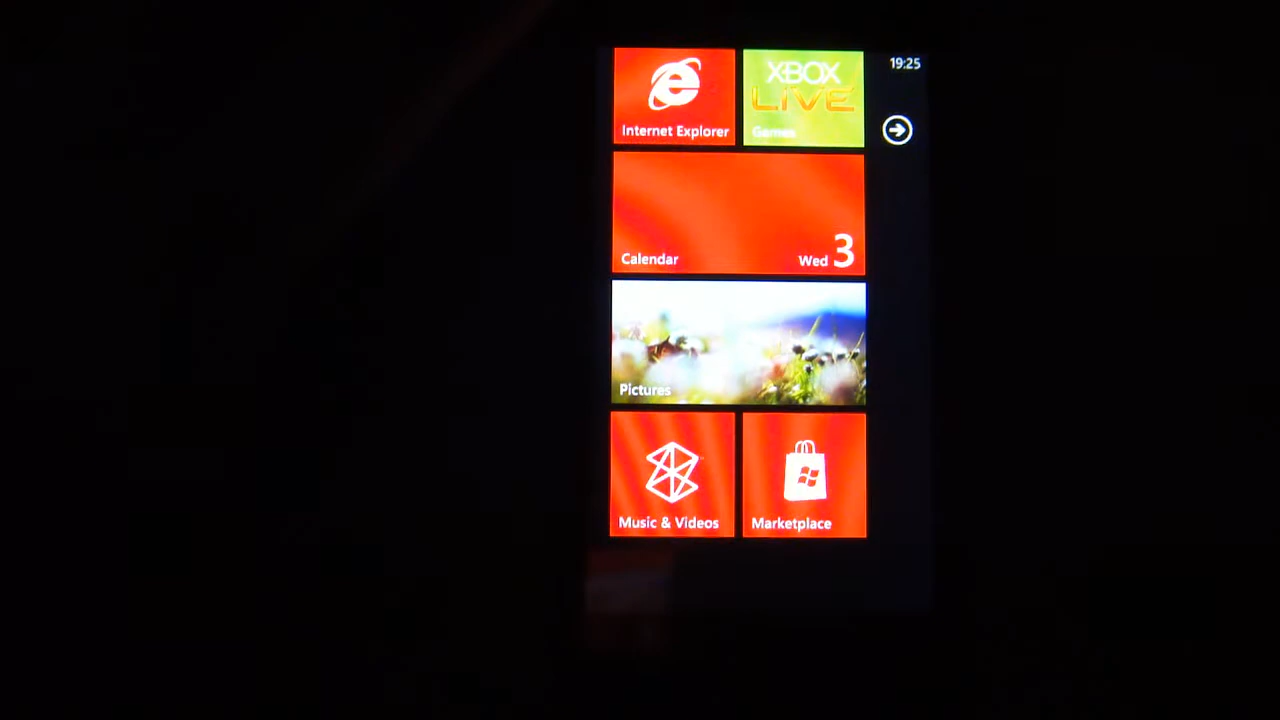 19:25
Internet Explorer
XBOX
LIVE
Games
Calendar
Wed 3
Pictures
Music & Videos
Marketplace